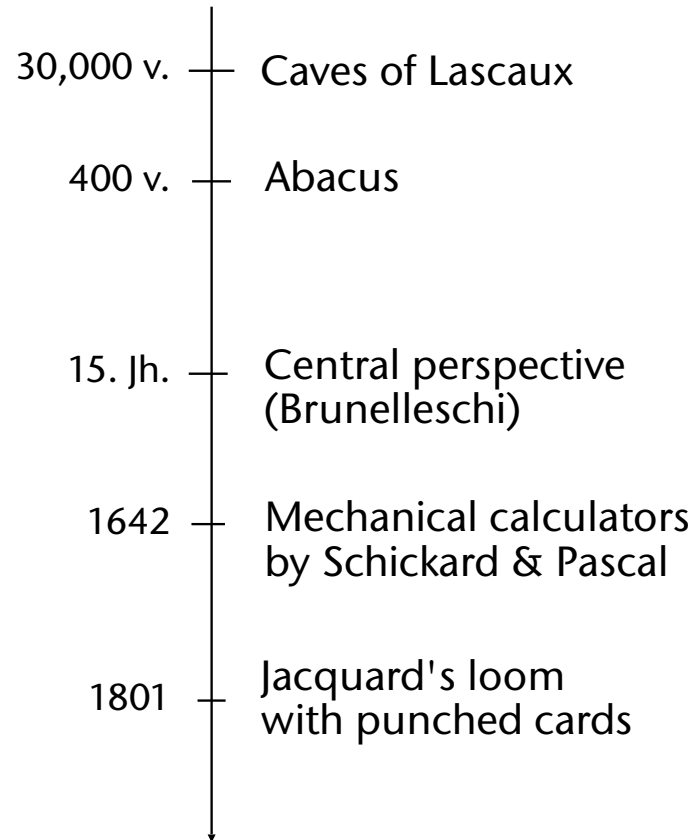 30,000 v. Caves of Lascaux
400 v. Abacus
15. Jh. Central perspective
(Brunelleschi)
1642 Mechanical calculators
by Schickard & Pascal
1801 Jacquard's loom
with punched cards